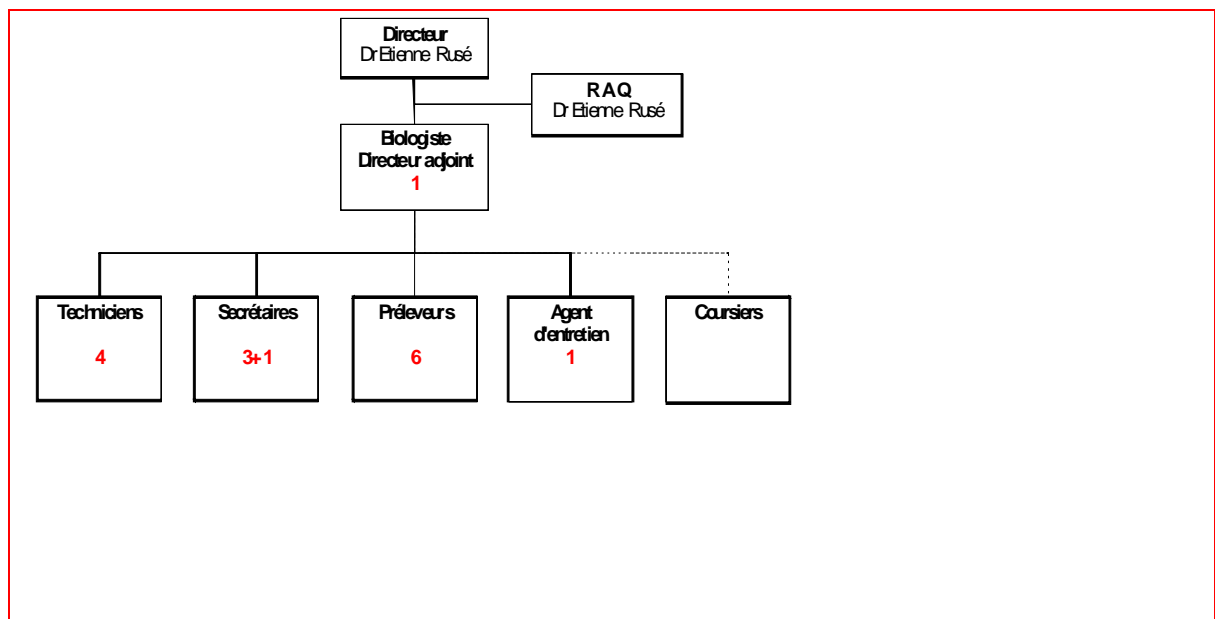 Directeur
Dr Etienne Rusé
RAQ
Dr Etienne Rusé
Biologiste
Directeur adjoint
1
Techniciens
4
Secrétaires
3+1
Préleveurs
6
Agent
d'entretien
1
Coursiers